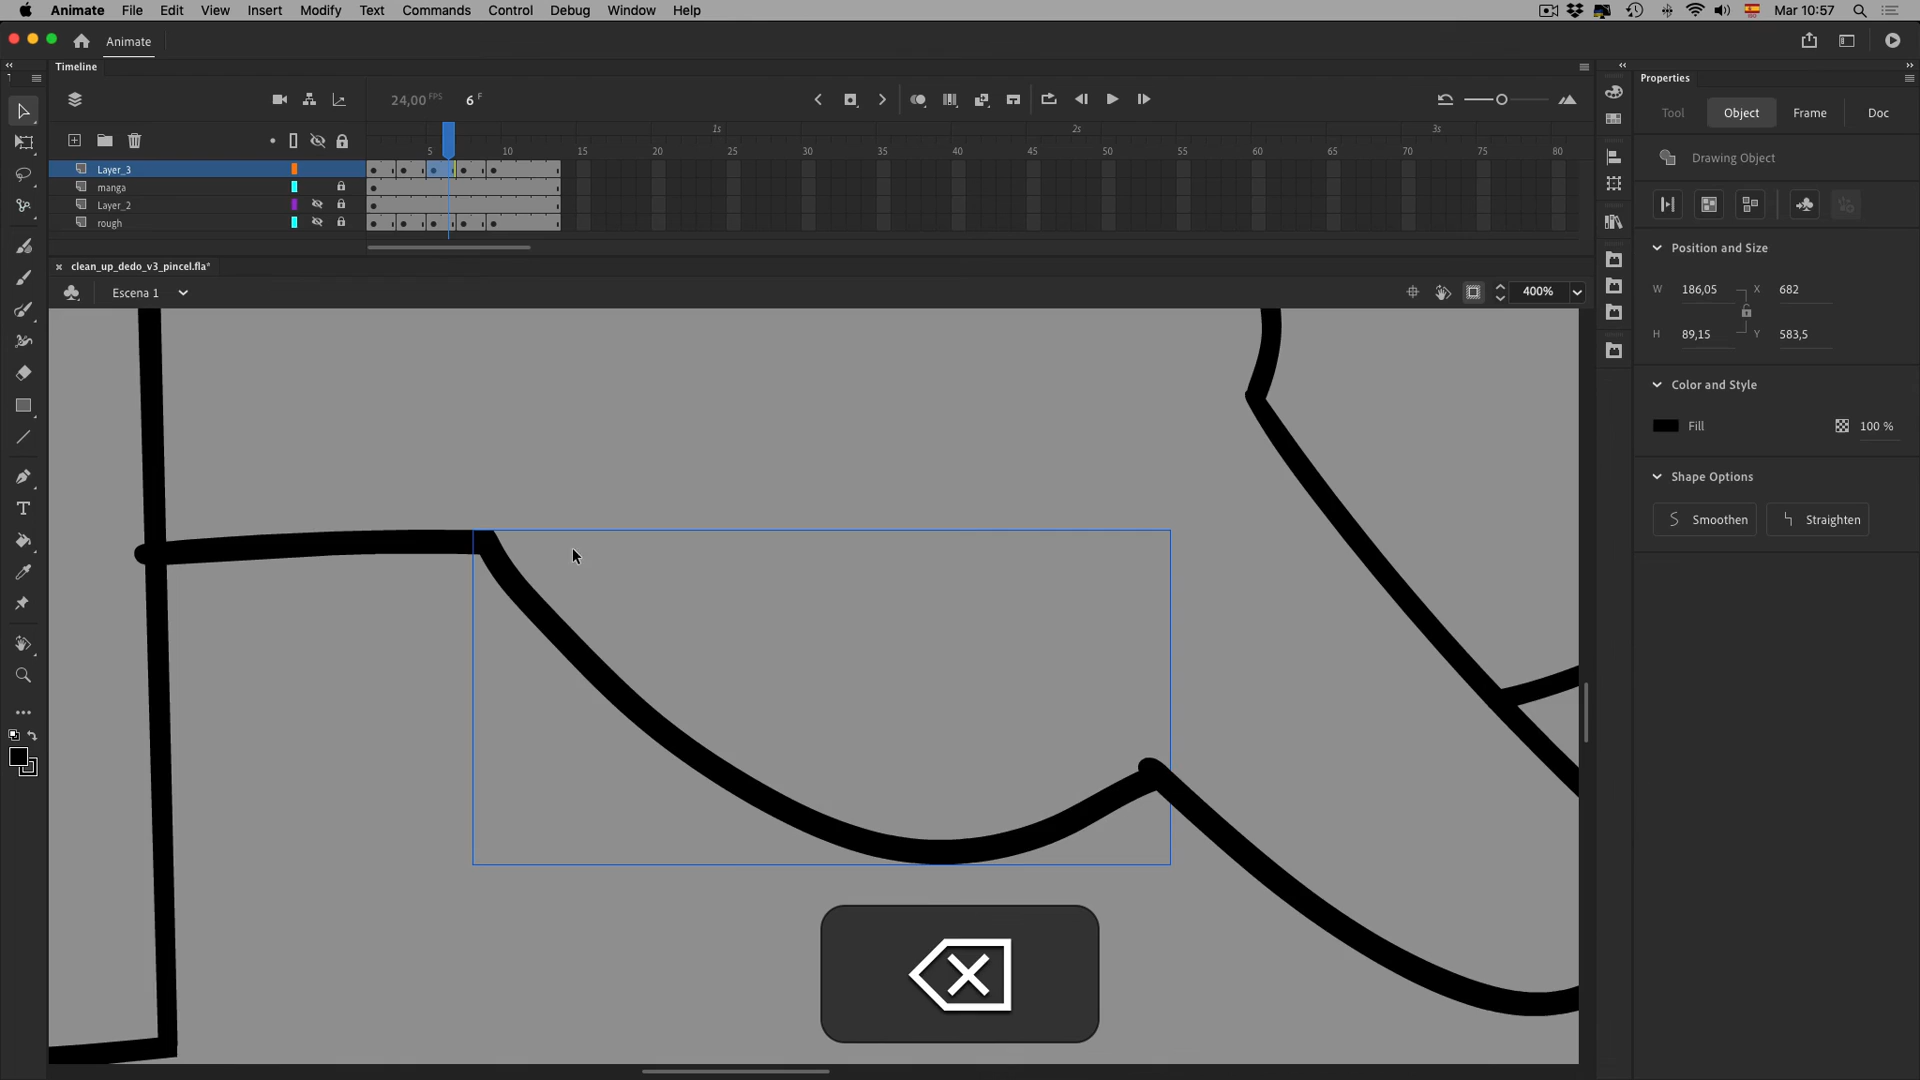 Animate File Edit View Insert Modify Text Commands Control Debug Window Help Mar 10:57
Animate
Timeline
Properties
24,00 FPS 6 F
Tool Object Frame Doc
1s 2s 3s
5 10 15 20 25 30 35 40 45 50 55 60 65 70 75 80
Drawing Object
Layer_3
manga
Layer_2
rough
Position and Size
clean_up_dedo_v3_pincel.fla*
Escena 1 400%
W 186,05 X 682
H 89,15 Y 583,5
Color and Style
Fill 100 %
Shape Options
Smoothen Straighten